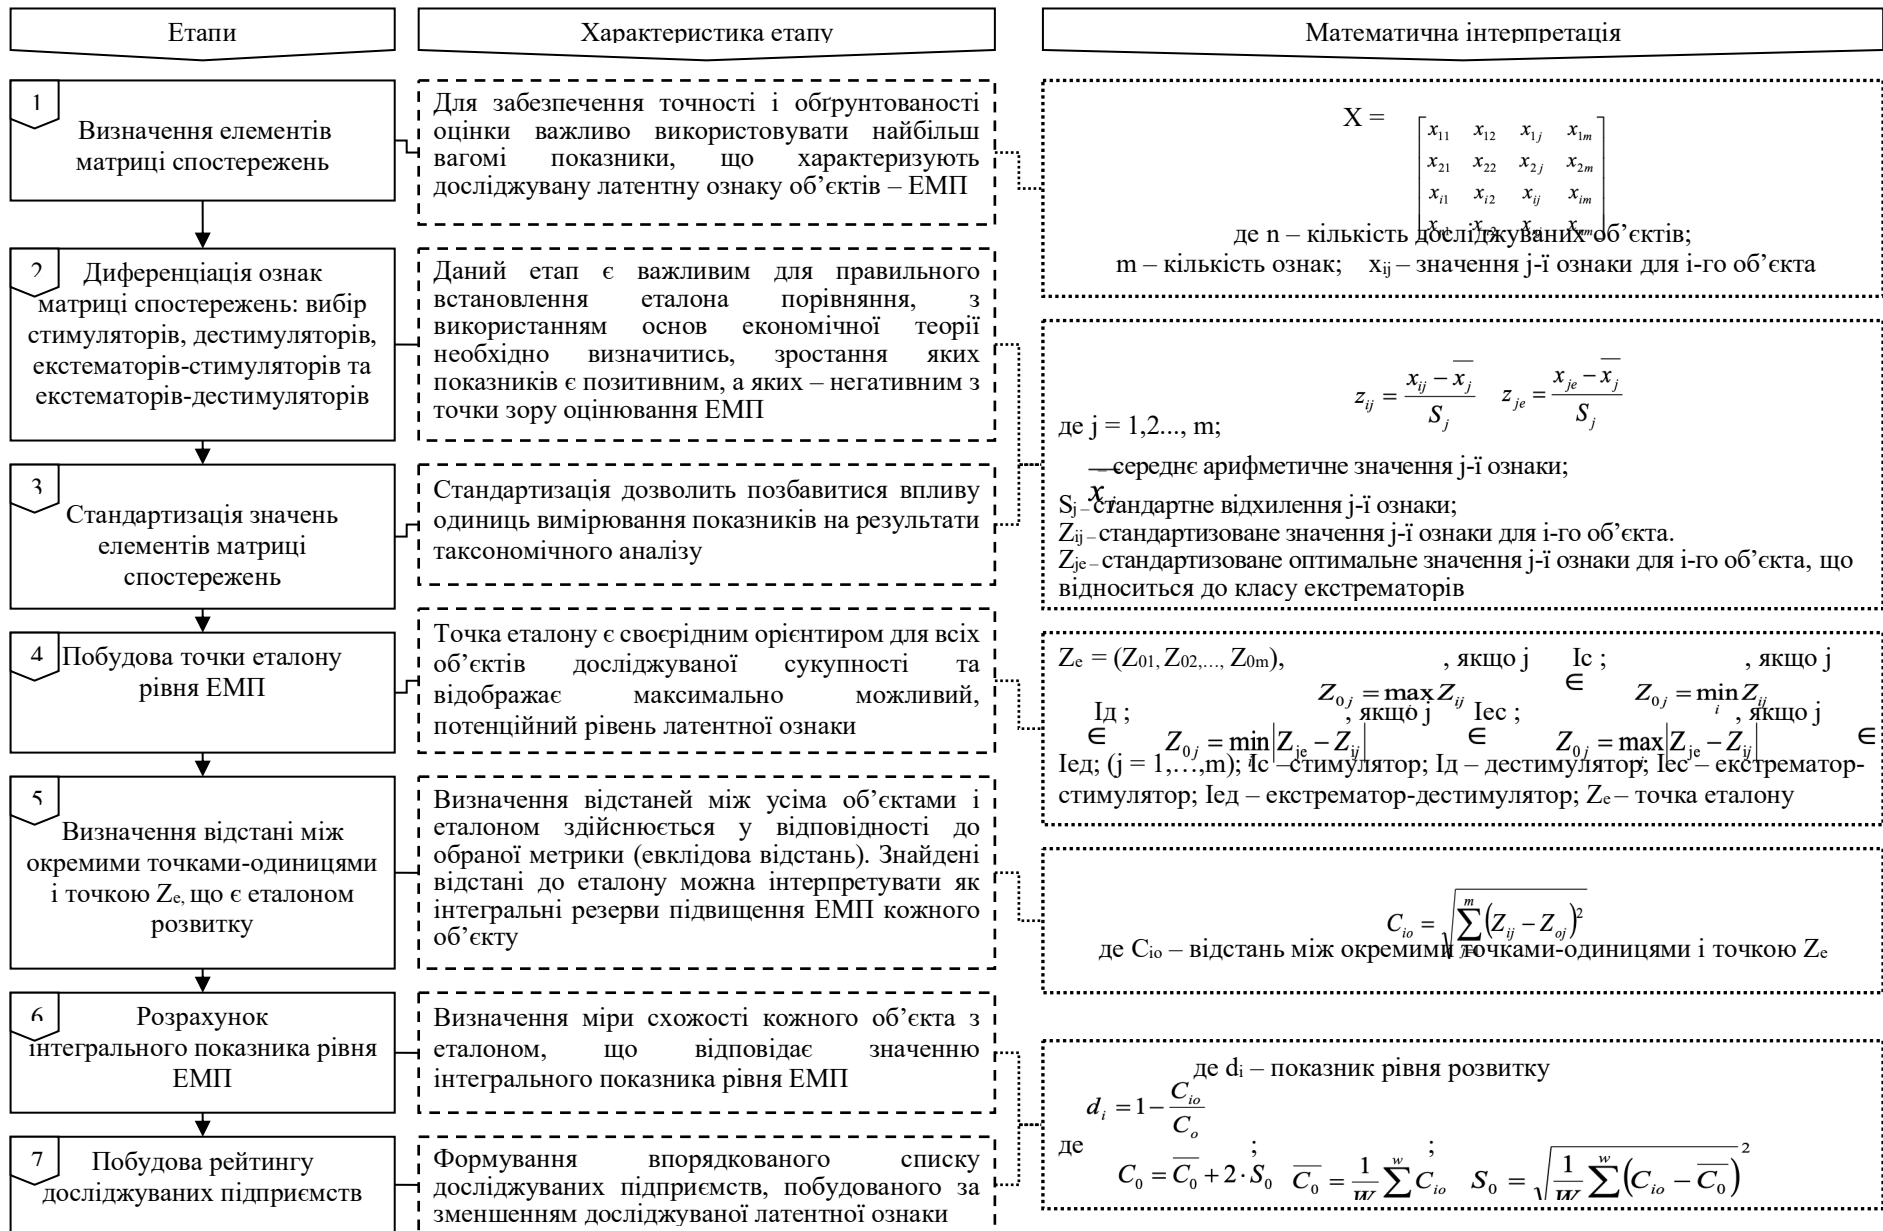 Етапи
Характеристика етапу
Математична інтерпретація
1
Визначення елементів
матриці спостережень
Для забезпечення точності і обґрунтованості
оцінки важливо використовувати найбільш
вагомі показники, що характеризують
досліджувану латентну ознаку об’єктів – ЕМП
X =
x11 x12 x1j x1m
x21 x22 x2j x2m
xi1 xi2 xij xim
xn1 xn2 xnj xnm
де n – кількість досліджуваних об’єктів;
m – кількість ознак; xij – значення j-ї ознаки для i-го об’єкта
2
Диференціація ознак
матриці спостережень: вибір
стимуляторів, дестимуляторів,
екстематорів-стимуляторів та
екстематорів-дестимуляторів
Даний етап є важливим для правильного
встановлення еталона порівняння, з
використанням основ економічної теорії
необхідно визначитись, зростання яких
показників є позитивним, а яких – негативним з
точки зору оцінювання ЕМП
3
Стандартизація значень
елементів матриці
спостережень
Стандартизація дозволить позбавитися впливу
одиниць вимірювання показників на результати
таксономічного аналізу
zij = (xij − x̄j) / Sj   zje = (xje − x̄j) / Sj
де j = 1,2..., m;
x̄j – середнє арифметичне значення j-ї ознаки;
Sj – стандартне відхилення j-ї ознаки;
Zij – стандартизоване значення j-ї ознаки для i-го об’єкта.
Zje – стандартизоване оптимальне значення j-ї ознаки для i-го об’єкта, що
відноситься до класу екстрематорів
4
Побудова точки еталону
рівня ЕМП
Точка еталону є своєрідним орієнтиром для всіх
об’єктів досліджуваної сукупності та
відображає максимально можливий,
потенційний рівень латентної ознаки
Ze = (Z01, Z02,…, Z0m), , якщо j ∈ Iс ; , якщо j
Z0j = max i Zij   Z0j = min i Zij
∈ Iд ; , якщо j ∈ Iес ; , якщо j ∈
Z0j = min i |Zje − Zij|   Z0j = max i |Zje − Zij|
Iед; (j = 1,…,m); Iс – стимулятор; Iд – дестимулятор; Iес – екстрематор-
стимулятор; Iед – екстрематор-дестимулятор; Ze – точка еталону
5
Визначення відстані між
окремими точками-одиницями
і точкою Ze, що є еталоном
розвитку
Визначення відстаней між усіма об’єктами і
еталоном здійснюється у відповідності до
обраної метрики (евклідова відстань). Знайдені
відстані до еталону можна інтерпретувати як
інтегральні резерви підвищення ЕМП кожного
об’єкту
Cio = √∑ m (Zij − Zoj)²
де Cio – відстань між окремими точками-одиницями і точкою Ze
6
Розрахунок
інтегрального показника рівня
ЕМП
Визначення міри схожості кожного об’єкта з
еталоном, що відповідає значенню
інтегрального показника рівня ЕМП
де di – показник рівня розвитку
di = 1 − Cio / Co
де ; ;
C0 = C̄0 + 2·S0   C̄0 = 1/W ∑ w Cio   S0 = √1/W ∑ w (Cio − C̄0) ²
7
Побудова рейтингу
досліджуваних підприємств
Формування впорядкованого списку
досліджуваних підприємств, побудованого за
зменшенням досліджуваної латентної ознаки